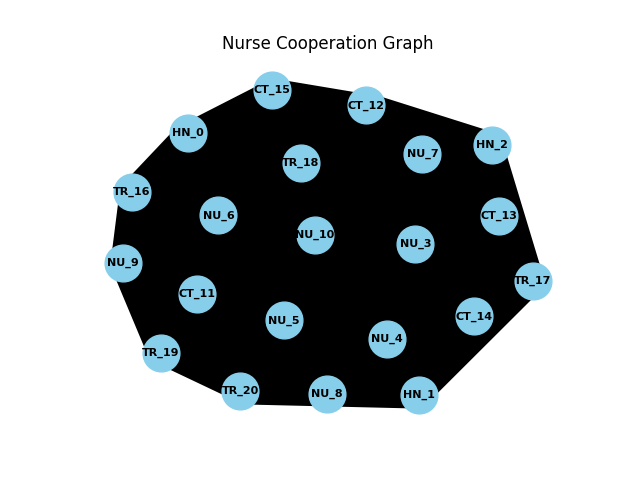 Nurse Cooperation Graph
CT_15
CT_12
HN_0
HN_2
NU_7
TR_18
TR_16
NU_6
CT_13
NU_10
NU_3
NU_9
TR_17
CT_11
CT_14
NU_5
NU_4
TR_19
TR_20
NU_8
HN_1